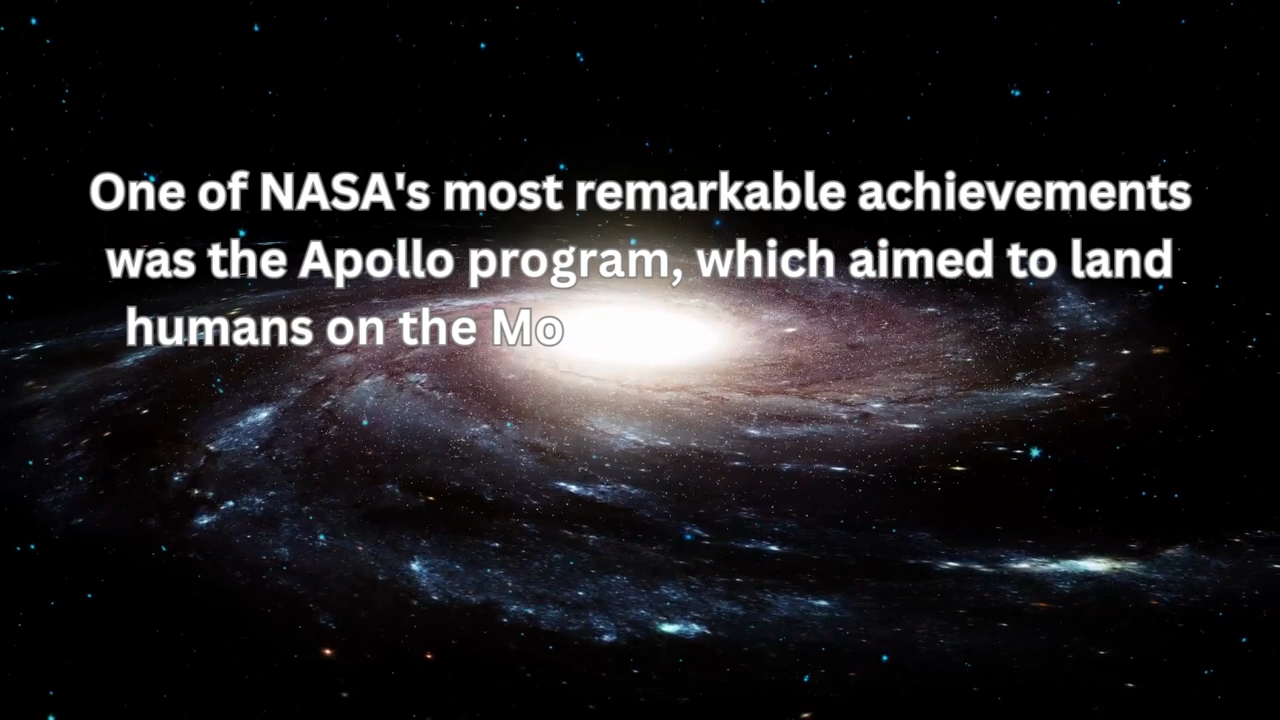 One of NASA's most remarkable achievements
was the Apollo program, which aimed to land
humans on the Mo